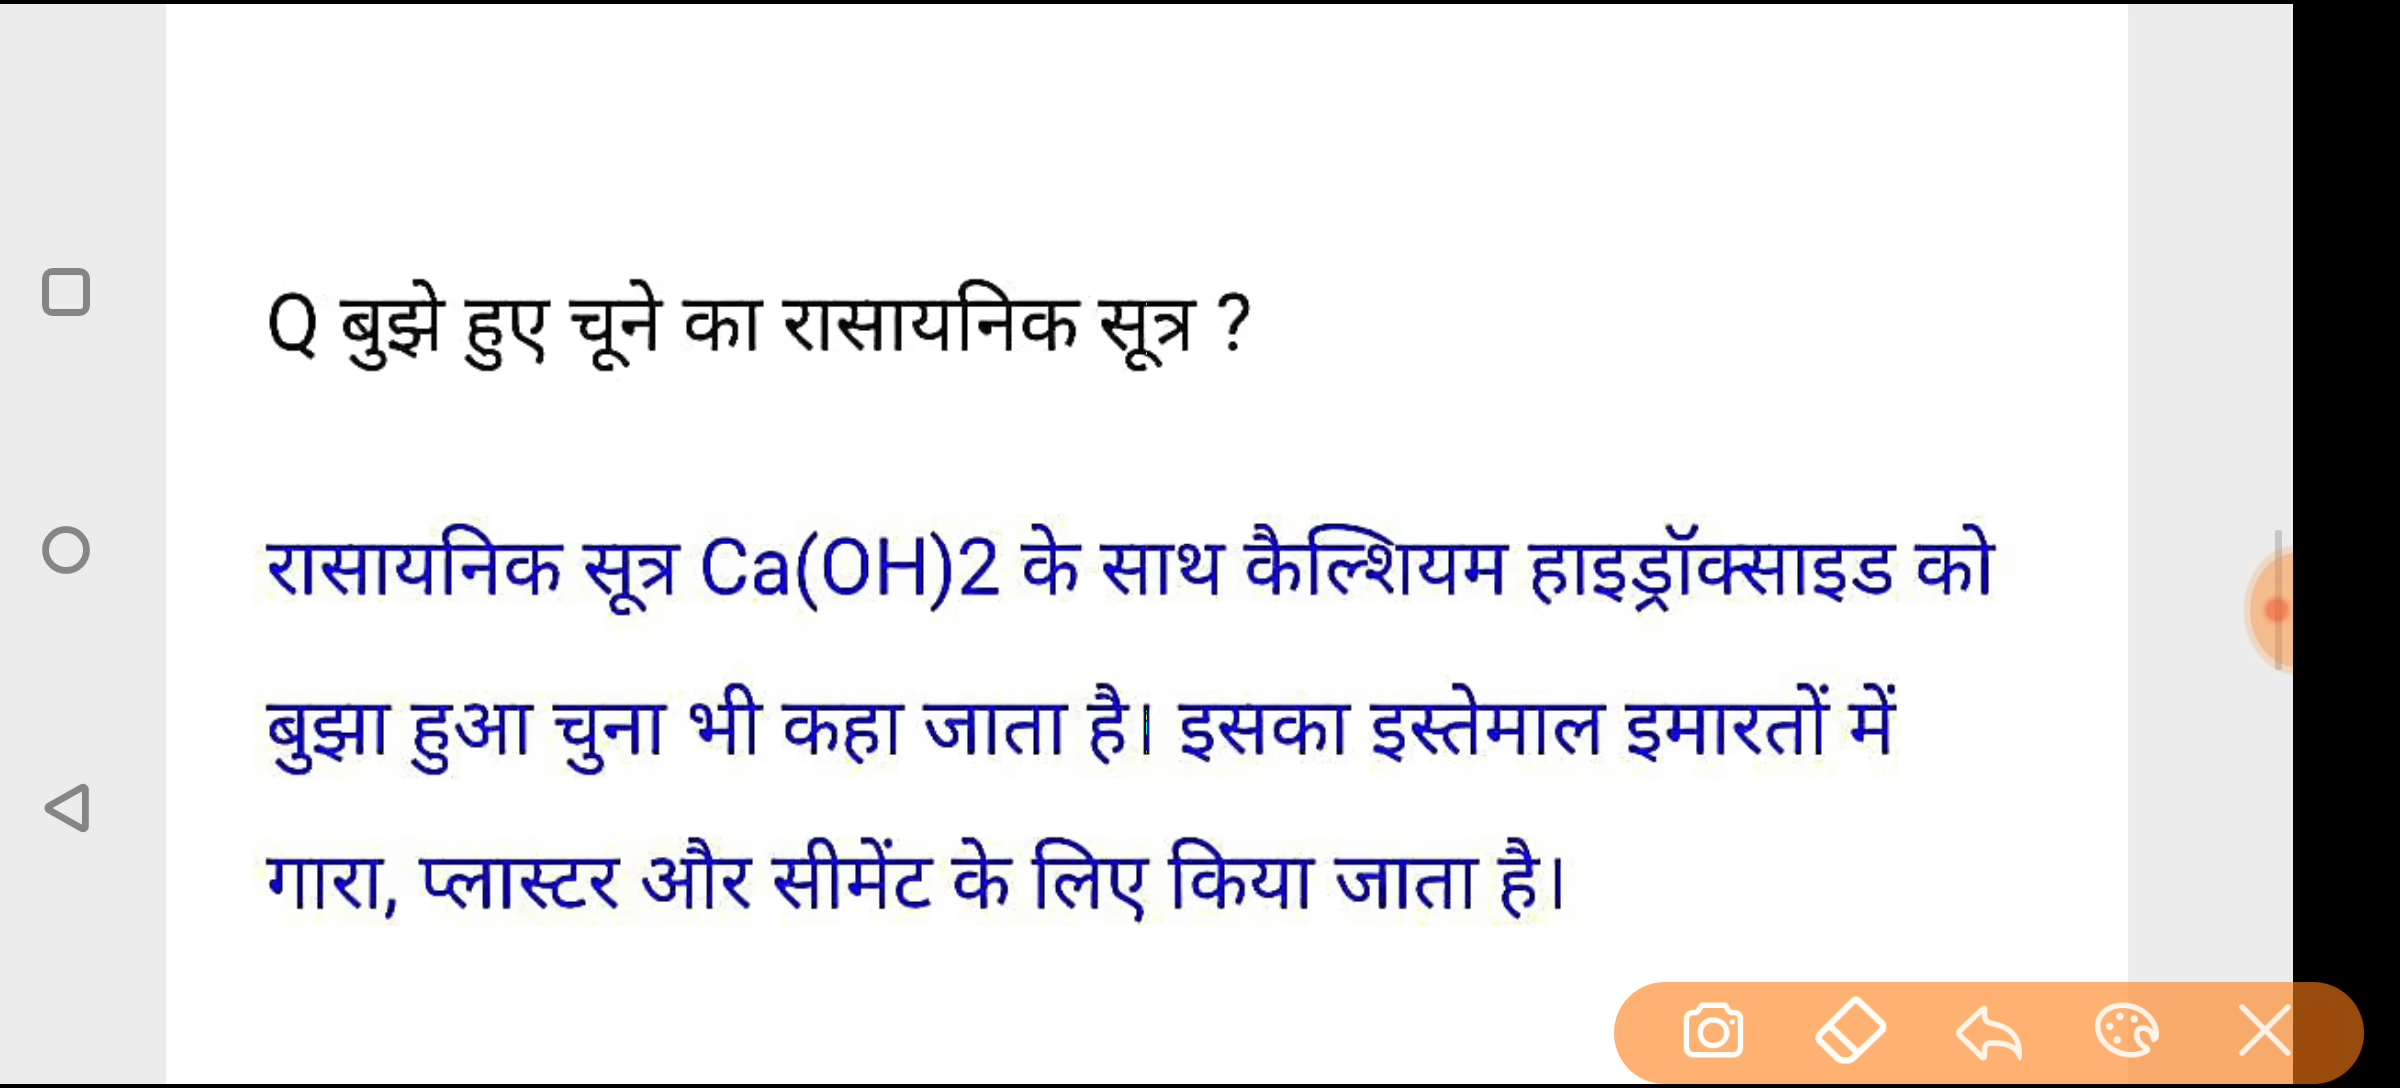 Q बुझे हुए चूने का रासायनिक सूत्र ?
रासायनिक सूत्र Ca(OH)2 के साथ कैल्शियम हाइड्रॉक्साइड को
बुझा हुआ चुना भी कहा जाता है। इसका इस्तेमाल इमारतों में
गारा, प्लास्टर और सीमेंट के लिए किया जाता है।